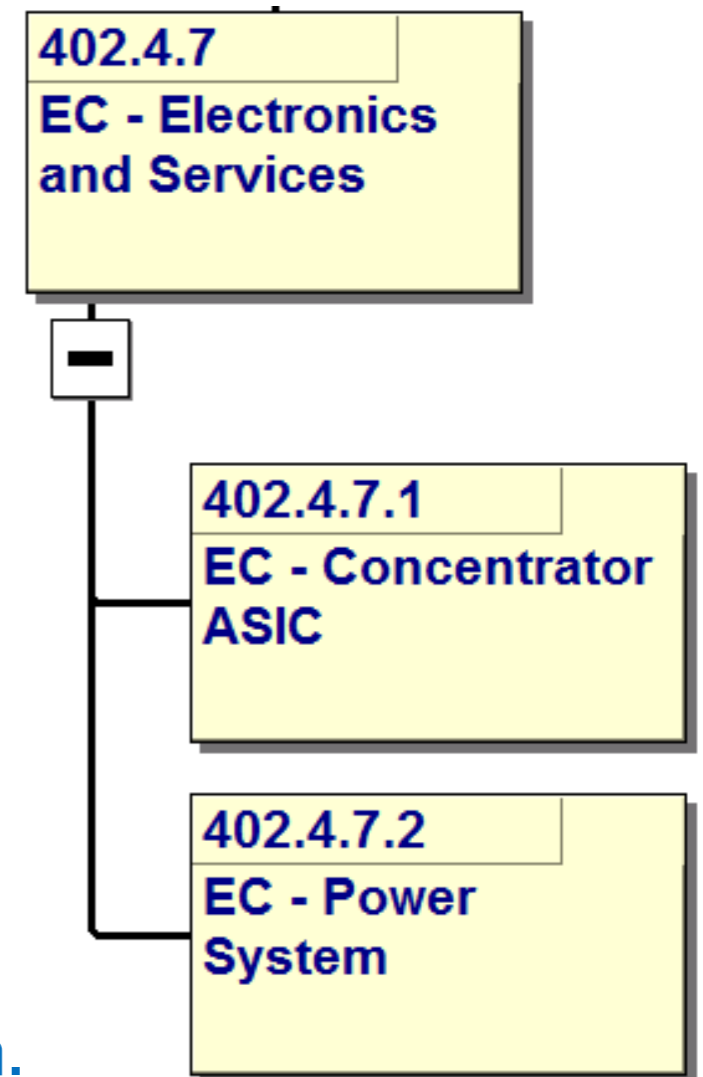 402.4.7
EC - Electronics
and Services
402.4.7.1
EC - Concentrator
ASIC
402.4.7.2
EC - Power
System